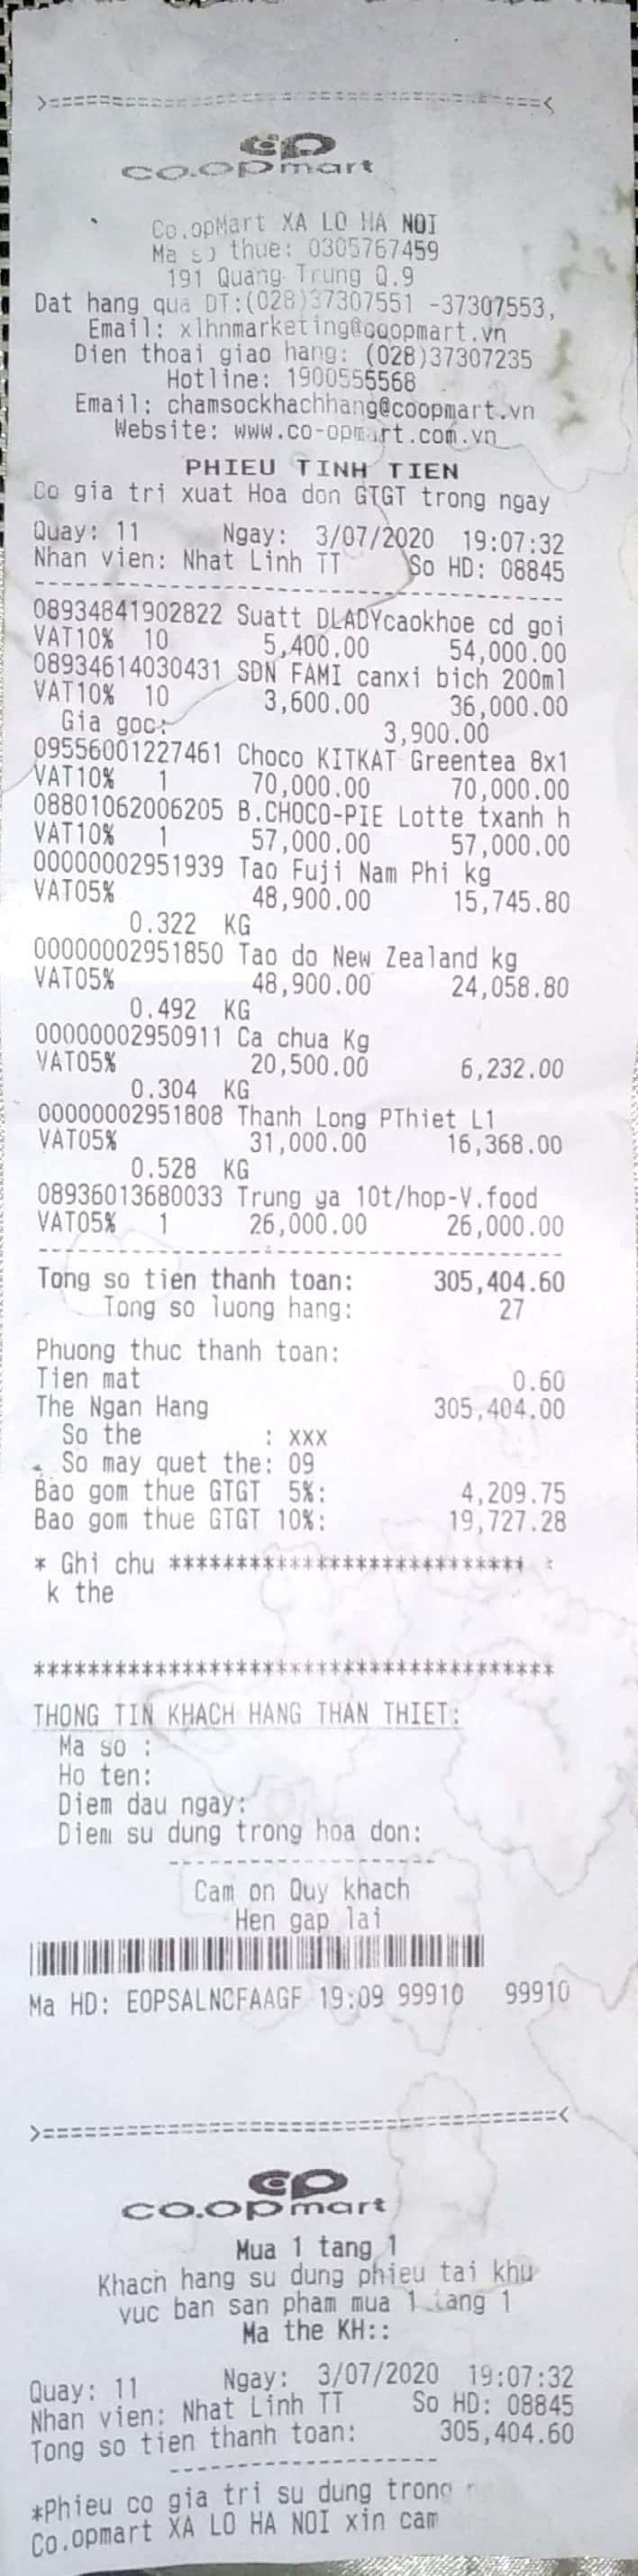 >======================================<
co.opmart
Co.opMart XA LO HA NOI
Ma so thue: 0305767459
191 Quang Trung Q.9
Dat hang qua DT:(028)37307551 -37307553,
Email: xlhnmarketing@coopmart.vn
Dien thoai giao hang: (028)37307235
Hotline: 1900555568
Email: chamsockhachhang@coopmart.vn
Website: www.co-opmart.com.vn
PHIEU TINH TIEN
Co gia tri xuat Hoa don GTGT trong ngay
Quay: 11 Ngay: 3/07/2020 19:07:32
Nhan vien: Nhat Linh TT So HD: 08845
---------------------------------------
08934841902822 Suatt DLADYcaokhoe cd goi
VAT10% 10 5,400.00 54,000.00
08934614030431 SDN FAMI canxi bich 200ml
VAT10% 10 3,600.00 36,000.00
Gia goc: 3,900.00
09556001227461 Choco KITKAT Greentea 8x1
VAT10% 1 70,000.00 70,000.00
08801062006205 B.CHOCO-PIE Lotte txanh h
VAT10% 1 57,000.00 57,000.00
00000002951939 Tao Fuji Nam Phi kg
VAT05% 48,900.00 15,745.80
0.322 KG
00000002951850 Tao do New Zealand kg
VAT05% 48,900.00 24,058.80
0.492 KG
00000002950911 Ca chua Kg
VAT05% 20,500.00 6,232.00
0.304 KG
00000002951808 Thanh Long PThiet L1
VAT05% 31,000.00 16,368.00
0.528 KG
08936013680033 Trung ga 10t/hop-V.food
VAT05% 1 26,000.00 26,000.00
---------------------------------------
Tong so tien thanh toan: 305,404.60
Tong so luong hang: 27
Phuong thuc thanh toan:
Tien mat 0.60
The Ngan Hang 305,404.00
So the : xxx
So may quet the: 09
Bao gom thue GTGT 5%: 4,209.75
Bao gom thue GTGT 10%: 19,727.28
* Ghi chu ***************************
k the
***************************************
THONG TIN KHACH HANG THAN THIET:
Ma so :
Ho ten:
Diem dau ngay:
Diem su dung trong hoa don:
--------------------
Cam on Quy khach
Hen gap lai
Ma HD: EOPSALNCFAAGF 19:09 99910 99910
>======================================<
co.opmart
Mua 1 tang 1
Khach hang su dung phieu tai khu
vuc ban san pham mua 1 tang 1
Ma the KH::
Quay: 11 Ngay: 3/07/2020 19:07:32
Nhan vien: Nhat Linh TT So HD: 08845
Tong so tien thanh toan: 305,404.60
--------------------
*Phieu co gia tri su dung trong
Co.opmart XA LO HA NOI xin cam